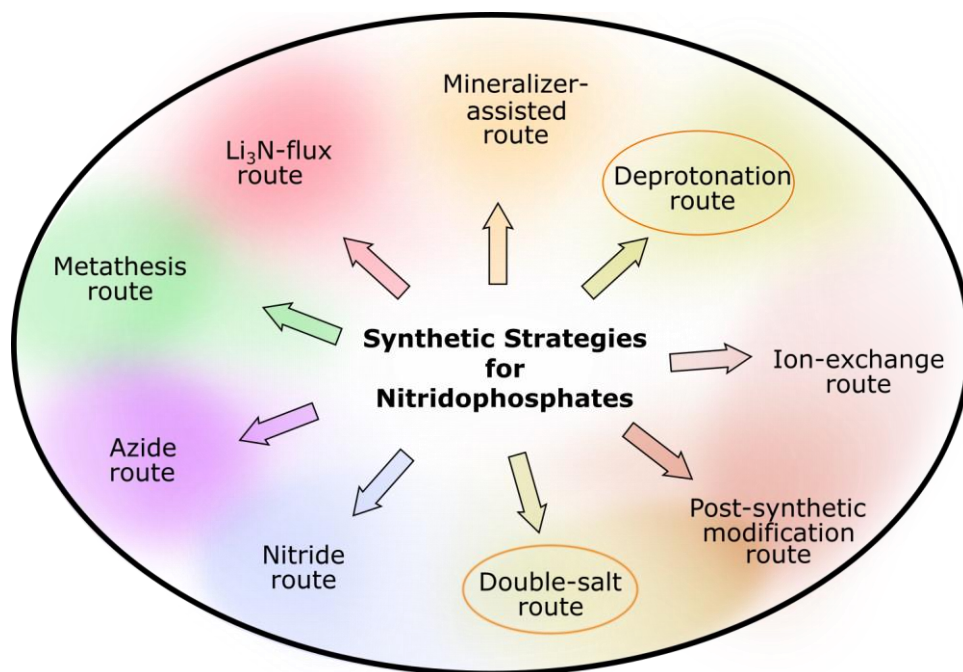 Mineralizer-
assisted
route
Li₃N-flux
route
Deprotonation
route
Metathesis
route
Synthetic Strategies
for
Nitridophosphates
Ion-exchange
route
Azide
route
Post-synthetic
modification
route
Nitride
route
Double-salt
route